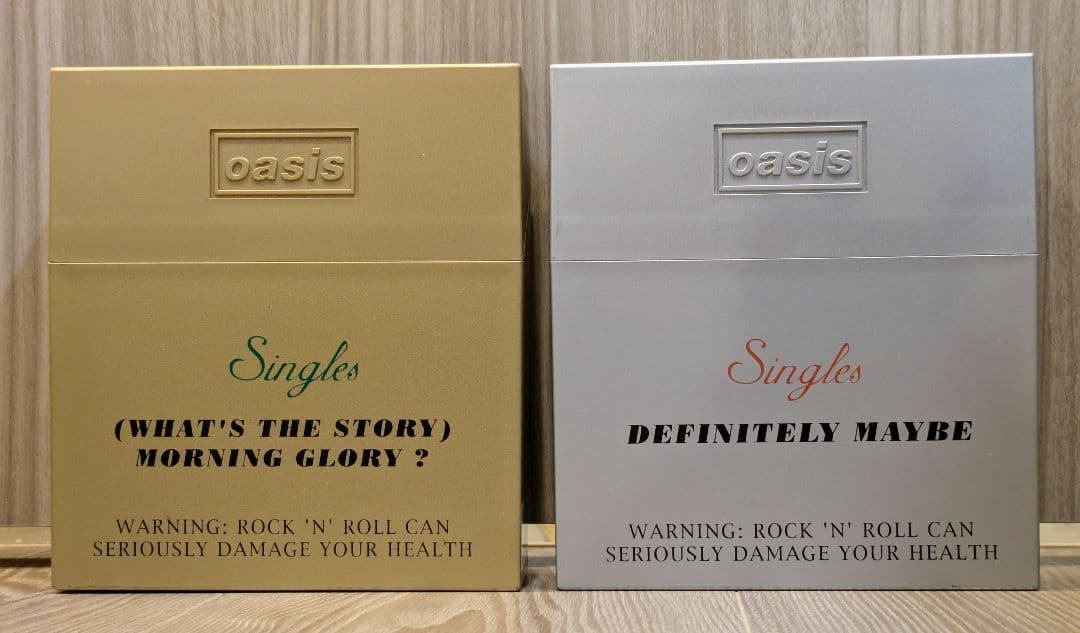 oasis
Singles
(WHAT'S THE STORY)
MORNING GLORY ?
WARNING: ROCK 'N' ROLL CAN
SERIOUSLY DAMAGE YOUR HEALTH
oasis
Singles
DEFINITELY MAYBE
WARNING: ROCK 'N' ROLL CAN
SERIOUSLY DAMAGE YOUR HEALTH